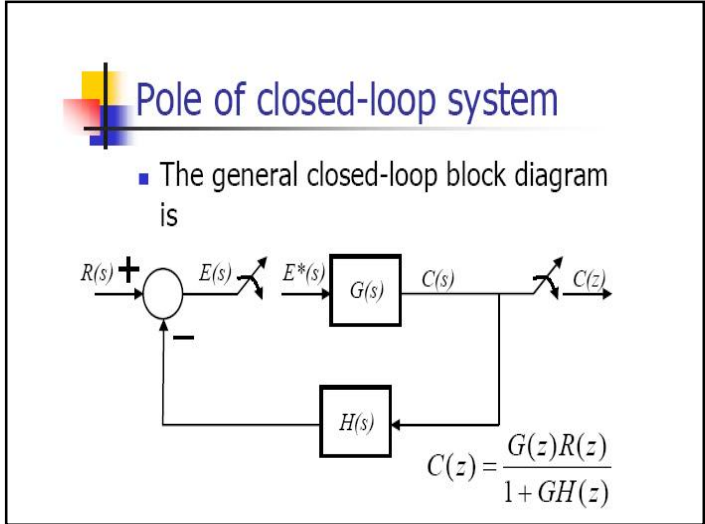 Pole of closed-loop system
The general closed-loop block diagram
is
R(s) + E(s) E*(s) G(s) C(s) C(z)
−
H(s)
C(z) = G(z)R(z) / 1 + GH(z)